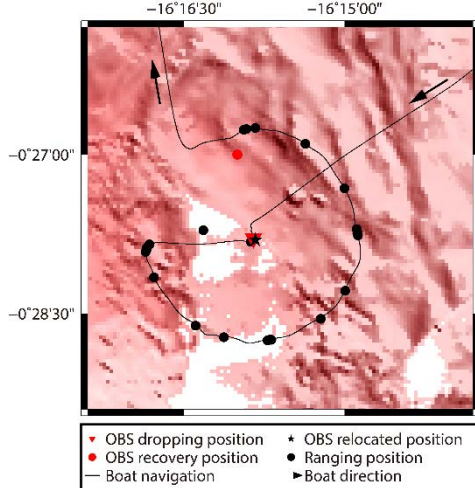 −16°16′30″ −16°15′00″
−0°27′00″
−0°28′30″
OBS dropping position OBS relocated position
OBS recovery position Ranging position
Boat navigation Boat direction